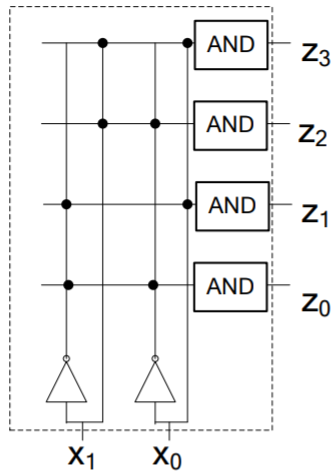 AND z₃
AND z₂
AND z₁
AND z₀
x₁ x₀